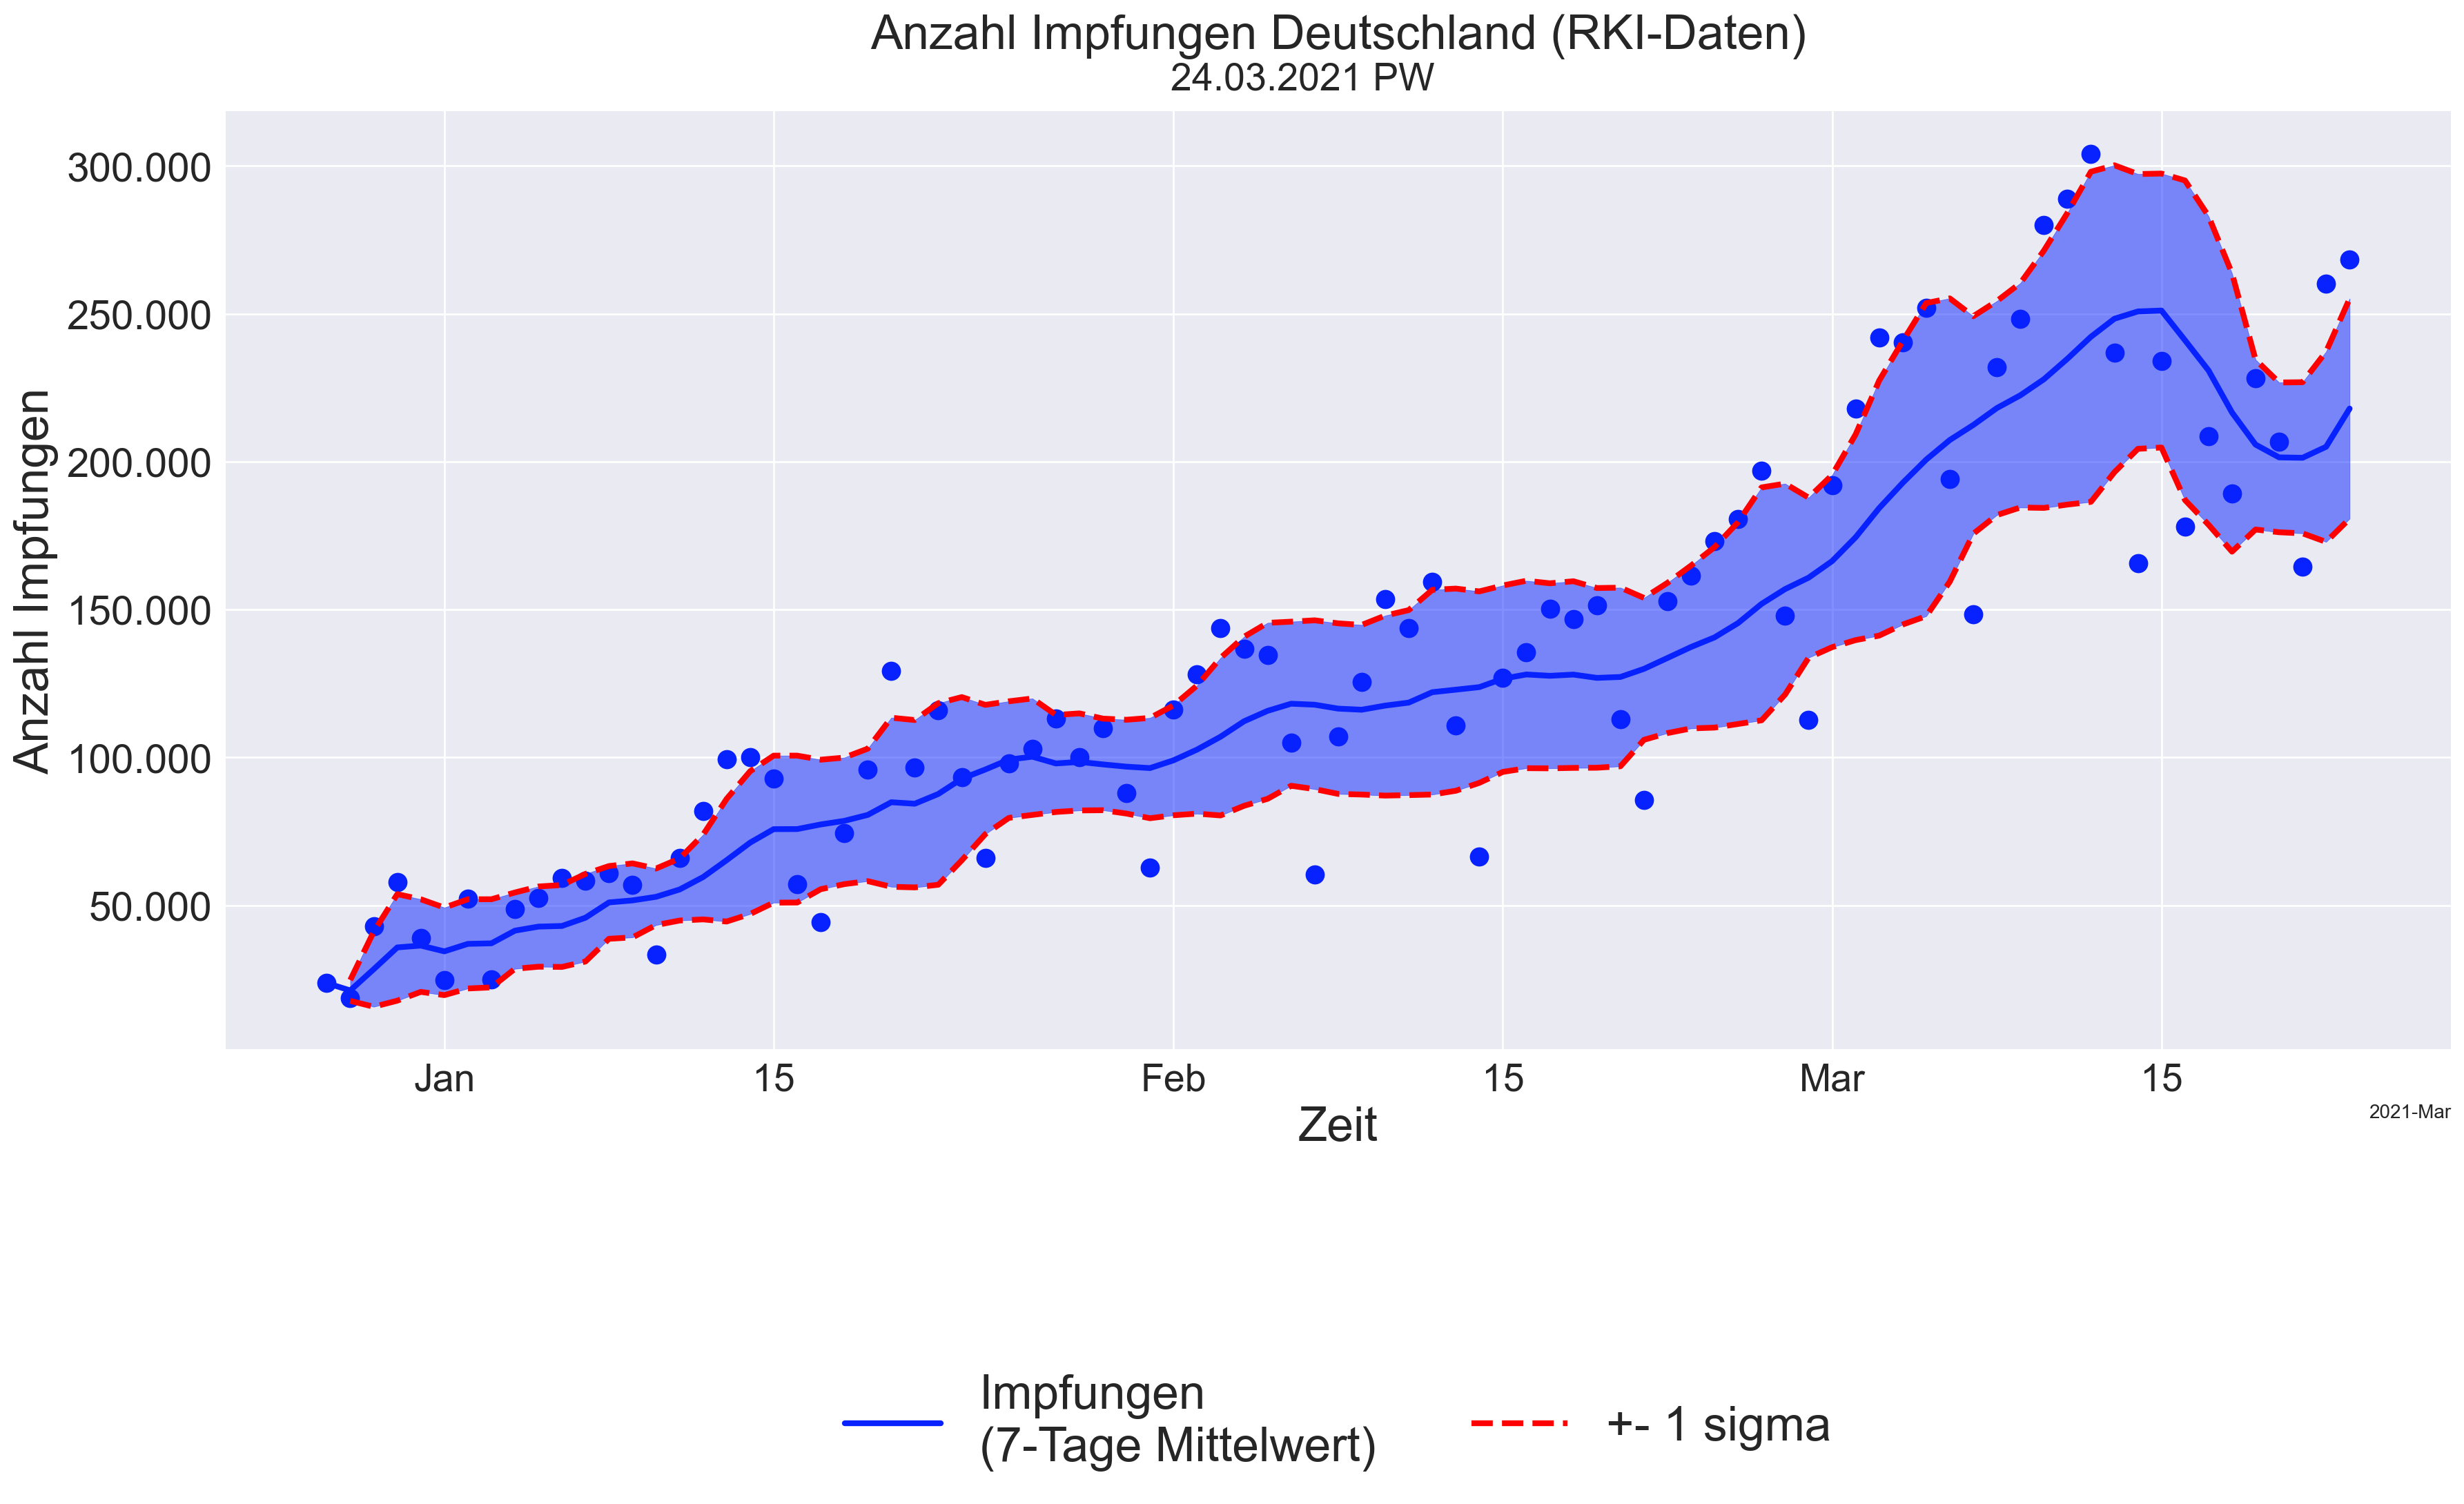 Anzahl Impfungen Deutschland (RKI-Daten)
24.03.2021 PW
Anzahl Impfungen
300.000
250.000
200.000
150.000
100.000
50.000
Jan
15
Feb
15
Mar
15
Zeit
2021-Mar
Impfungen
(7-Tage Mittelwert)
+- 1 sigma